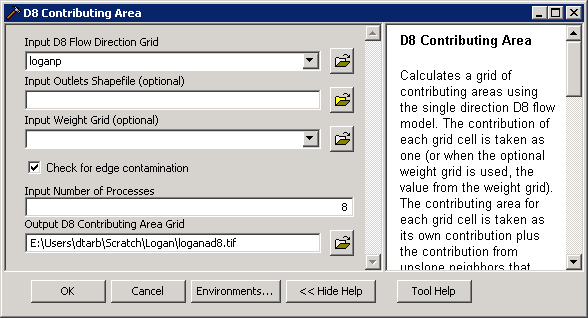 D8 Contributing Area
Input D8 Flow Direction Grid
loganp
Input Outlets Shapefile (optional)
Input Weight Grid (optional)
Check for edge contamination
Input Number of Processes
8
Output D8 Contributing Area Grid
E:\Users\dtarb\Scratch\Logan\loganad8.tif
D8 Contributing Area
Calculates a grid of
contributing areas using
the single direction D8 flow
model. The contribution of
each grid cell is taken as
one (or when the optional
weight grid is used, the
value from the weight grid).
The contributing area for
each grid cell is taken as
its own contribution plus
the contribution from
upslope neighbors that
OK
Cancel
Environments...
<< Hide Help
Tool Help